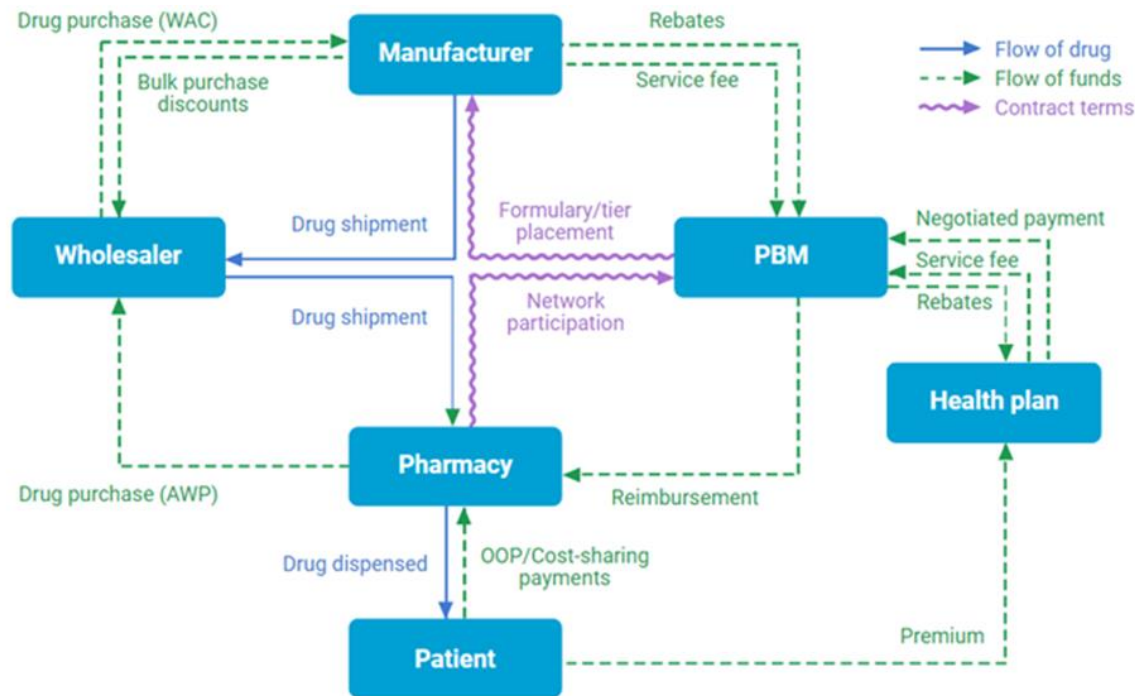 Drug purchase (WAC)
Manufacturer
Rebates
Bulk purchase
discounts
Service fee
Flow of drug
Flow of funds
Contract terms
Wholesaler
Drug shipment
Formulary/tier
placement
PBM
Negotiated payment
Service fee
Rebates
Drug shipment
Network
participation
Health plan
Pharmacy
Drug purchase (AWP)
Reimbursement
Drug dispensed
OOP/Cost-sharing
payments
Patient
Premium